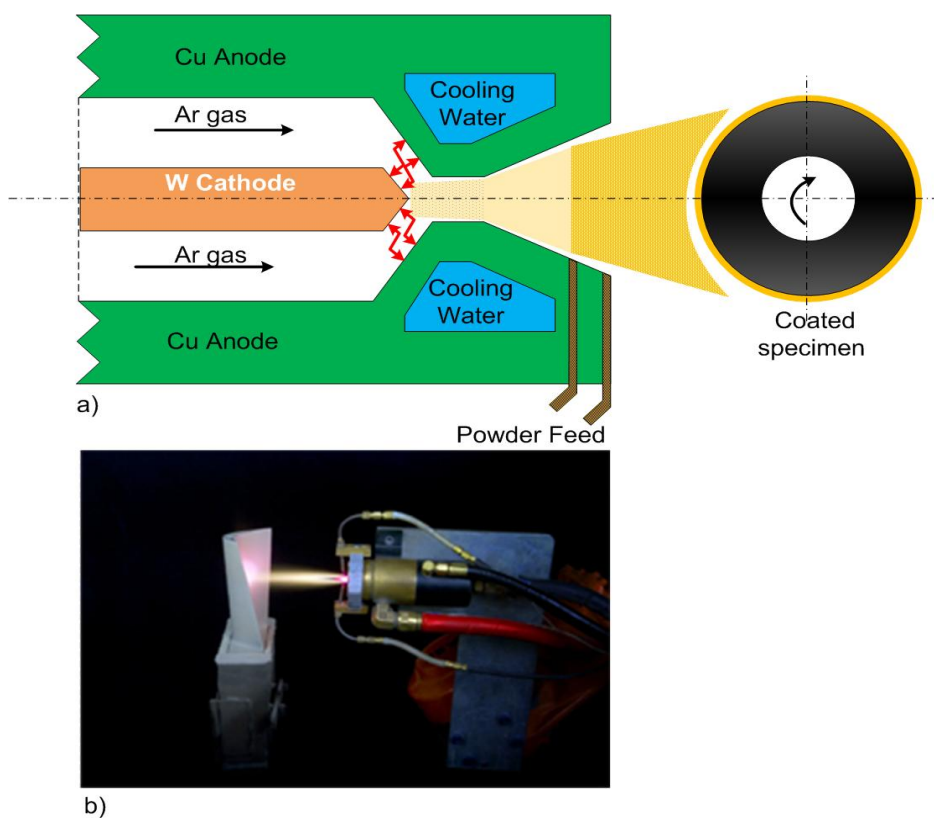 Cu Anode
Cooling
Water
Ar gas
W Cathode
Ar gas
Cooling
Water
Cu Anode
Coated
specimen
a)
Powder Feed
b)